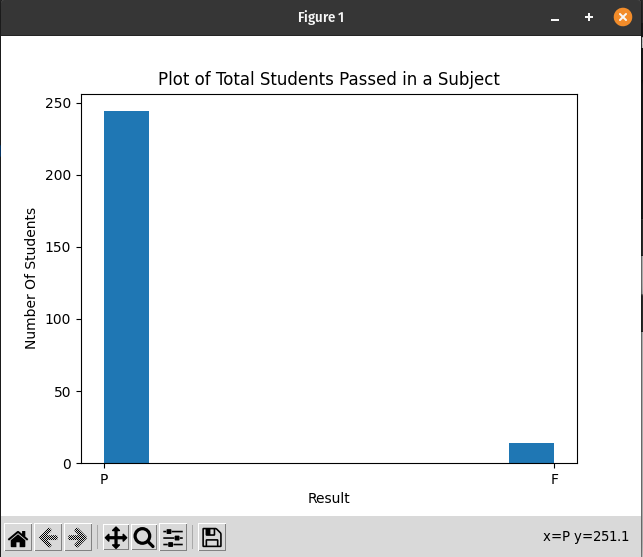 Figure 1
Plot of Total Students Passed in a Subject
250
200
150
100
50
0
Number Of Students
P
F
Result
x=P y=251.1